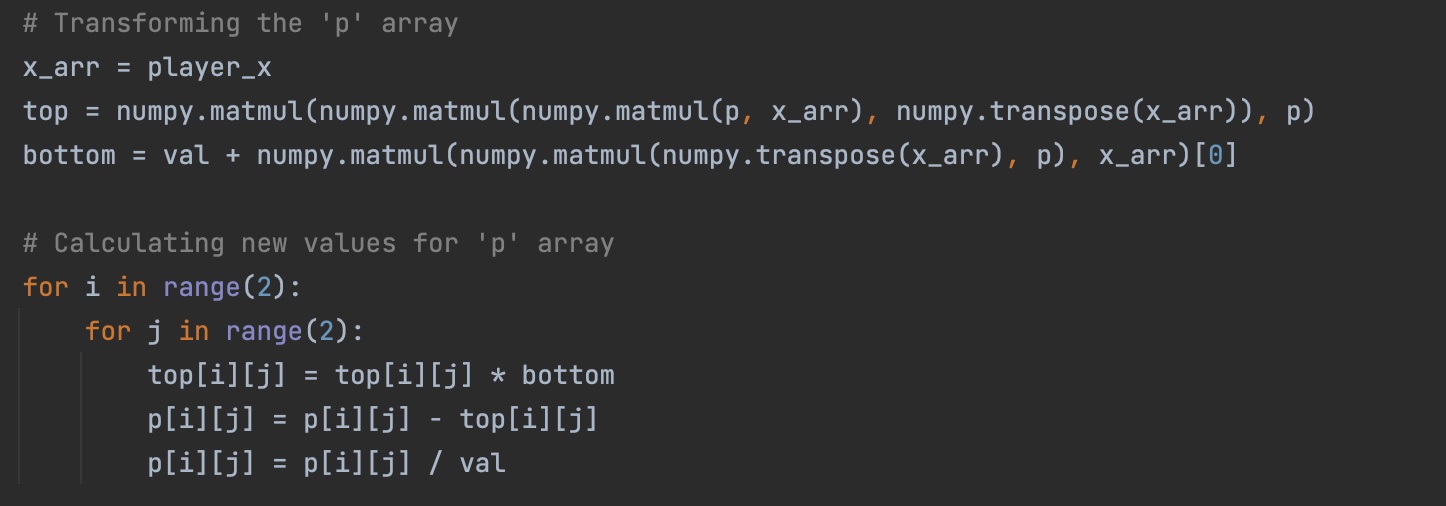 # Transforming the 'p' array
x_arr = player_x
top = numpy.matmul(numpy.matmul(numpy.matmul(p, x_arr), numpy.transpose(x_arr)), p)
bottom = val + numpy.matmul(numpy.matmul(numpy.transpose(x_arr), p), x_arr)[0]
# Calculating new values for 'p' array
for i in range(2):
    for j in range(2):
        top[i][j] = top[i][j] * bottom
        p[i][j] = p[i][j] - top[i][j]
        p[i][j] = p[i][j] / val